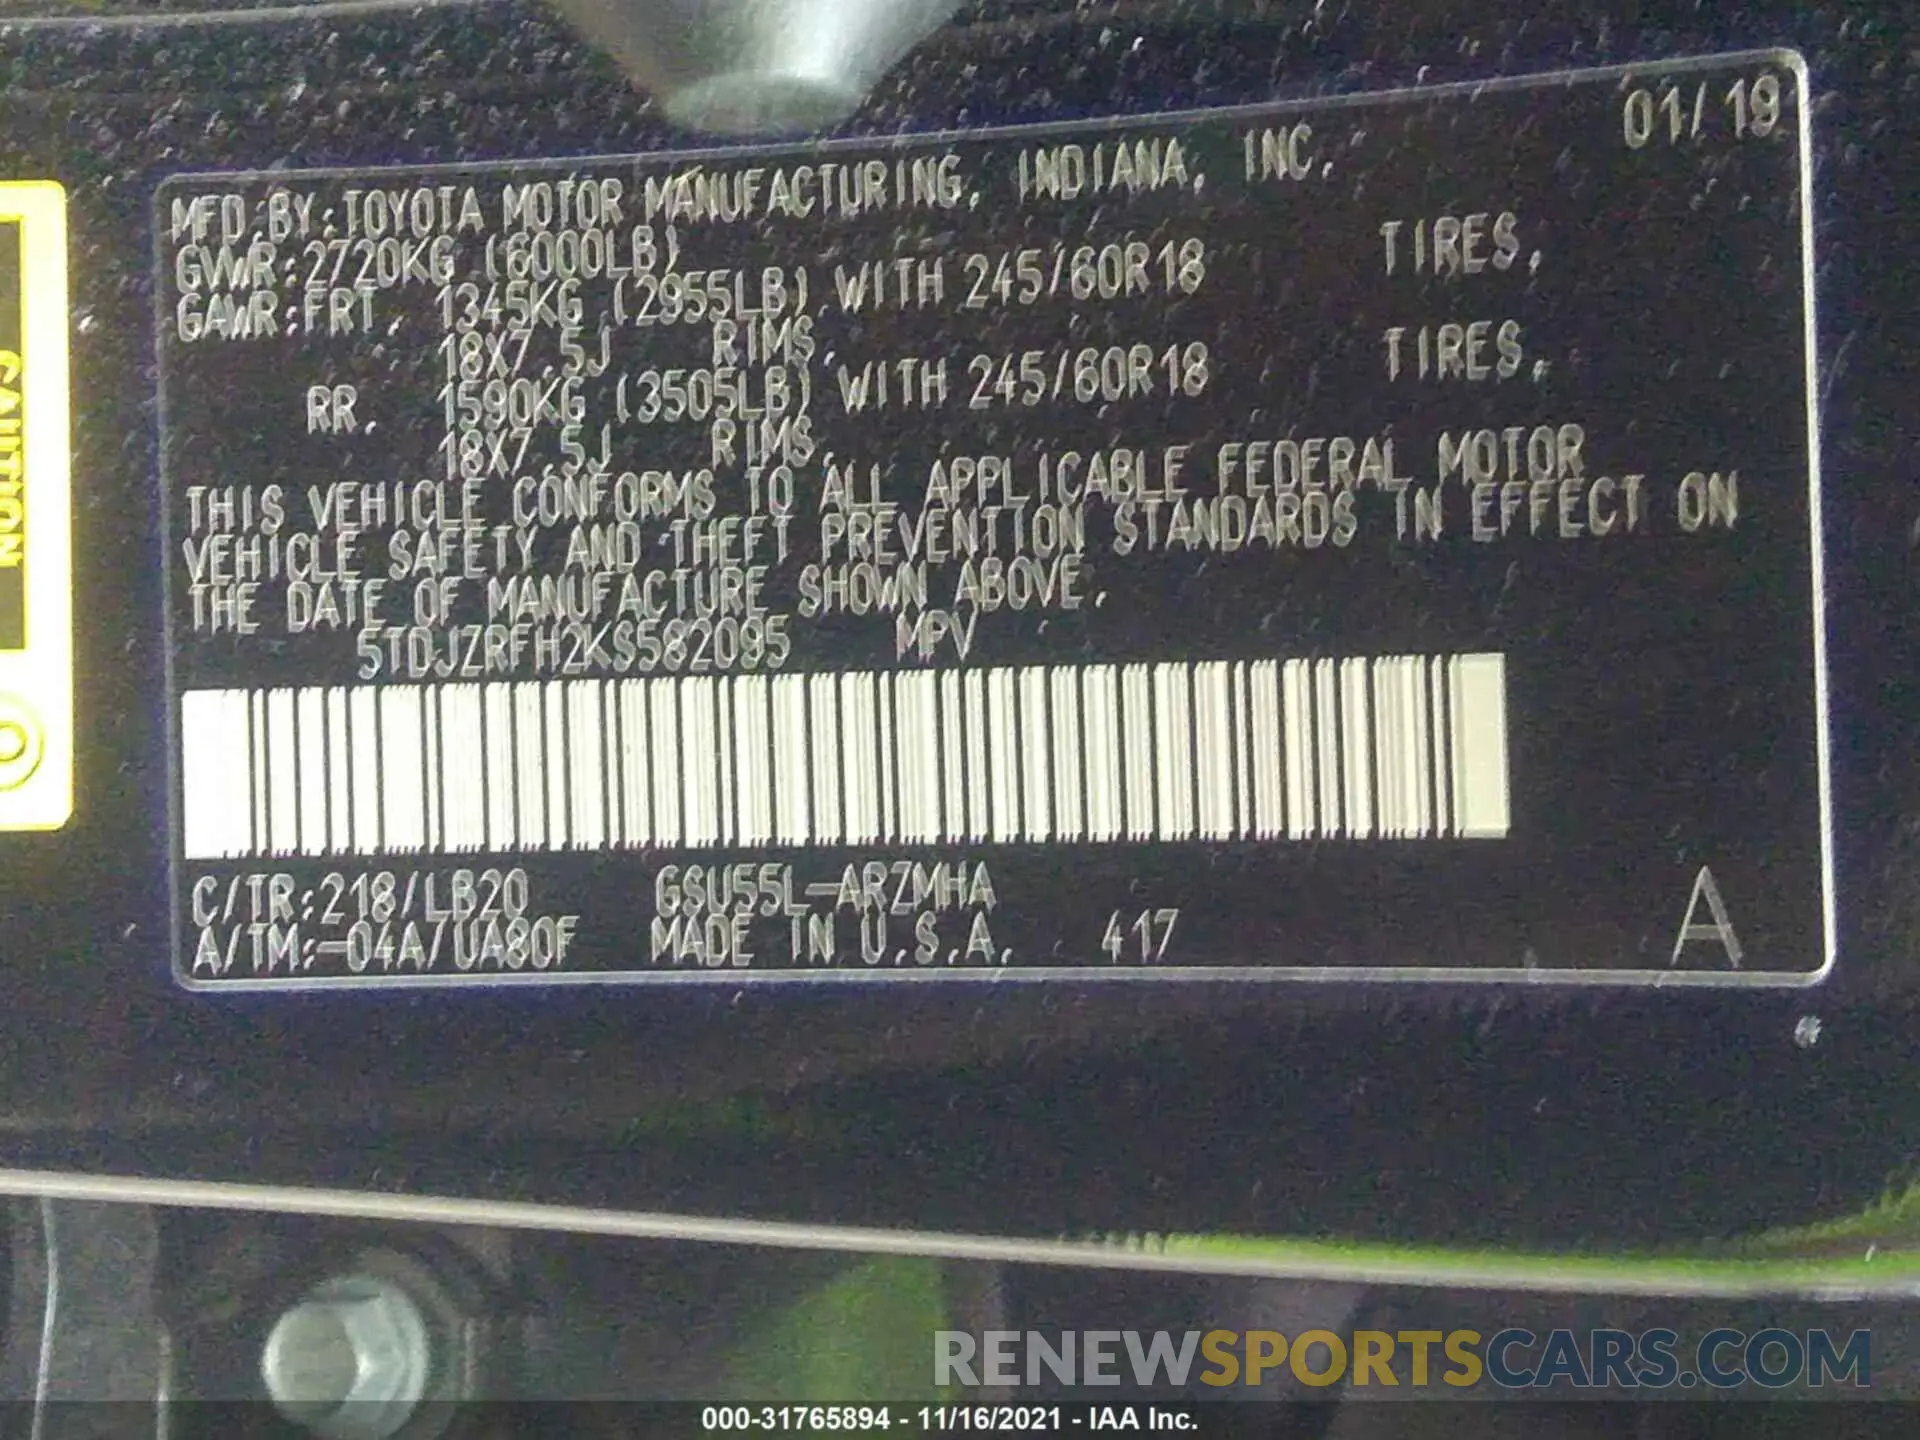 01/19
MFD.BY:TOYOTA MOTOR MANUFACTURING, INDIANA, INC.
GVWR:2720KG (6000LB)
GAWR:FRT. 1345KG (2955LB) WITH 245/60R18 TIRES,
18X7.5J RIMS,
RR. 1590KG (3505LB) WITH 245/60R18 TIRES,
18X7.5J RIMS.
THIS VEHICLE CONFORMS TO ALL APPLICABLE FEDERAL MOTOR
VEHICLE SAFETY AND THEFT PREVENTION STANDARDS IN EFFECT ON
THE DATE OF MANUFACTURE SHOWN ABOVE.
5TDJZRFH2KS582095 MPV
C/TR:218/LB20 GSU55L-ARZMHA
A/TM:-04A/UA80F MADE IN U.S.A. 417
A
CAUTION
RENEWSPORTSCARS.COM
000-31765894 - 11/16/2021 - IAA Inc.